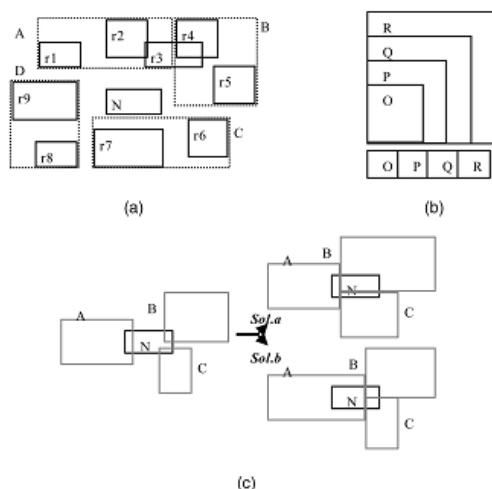 A
r1
r2
r3
r4
B
r5
D
r9
N
r8
r7
r6
C
(a)
R
Q
P
O
O P Q R
(b)
A
B
N
C
Sol.a
Sol.b
A
B
N
C
A
B
N
C
(c)